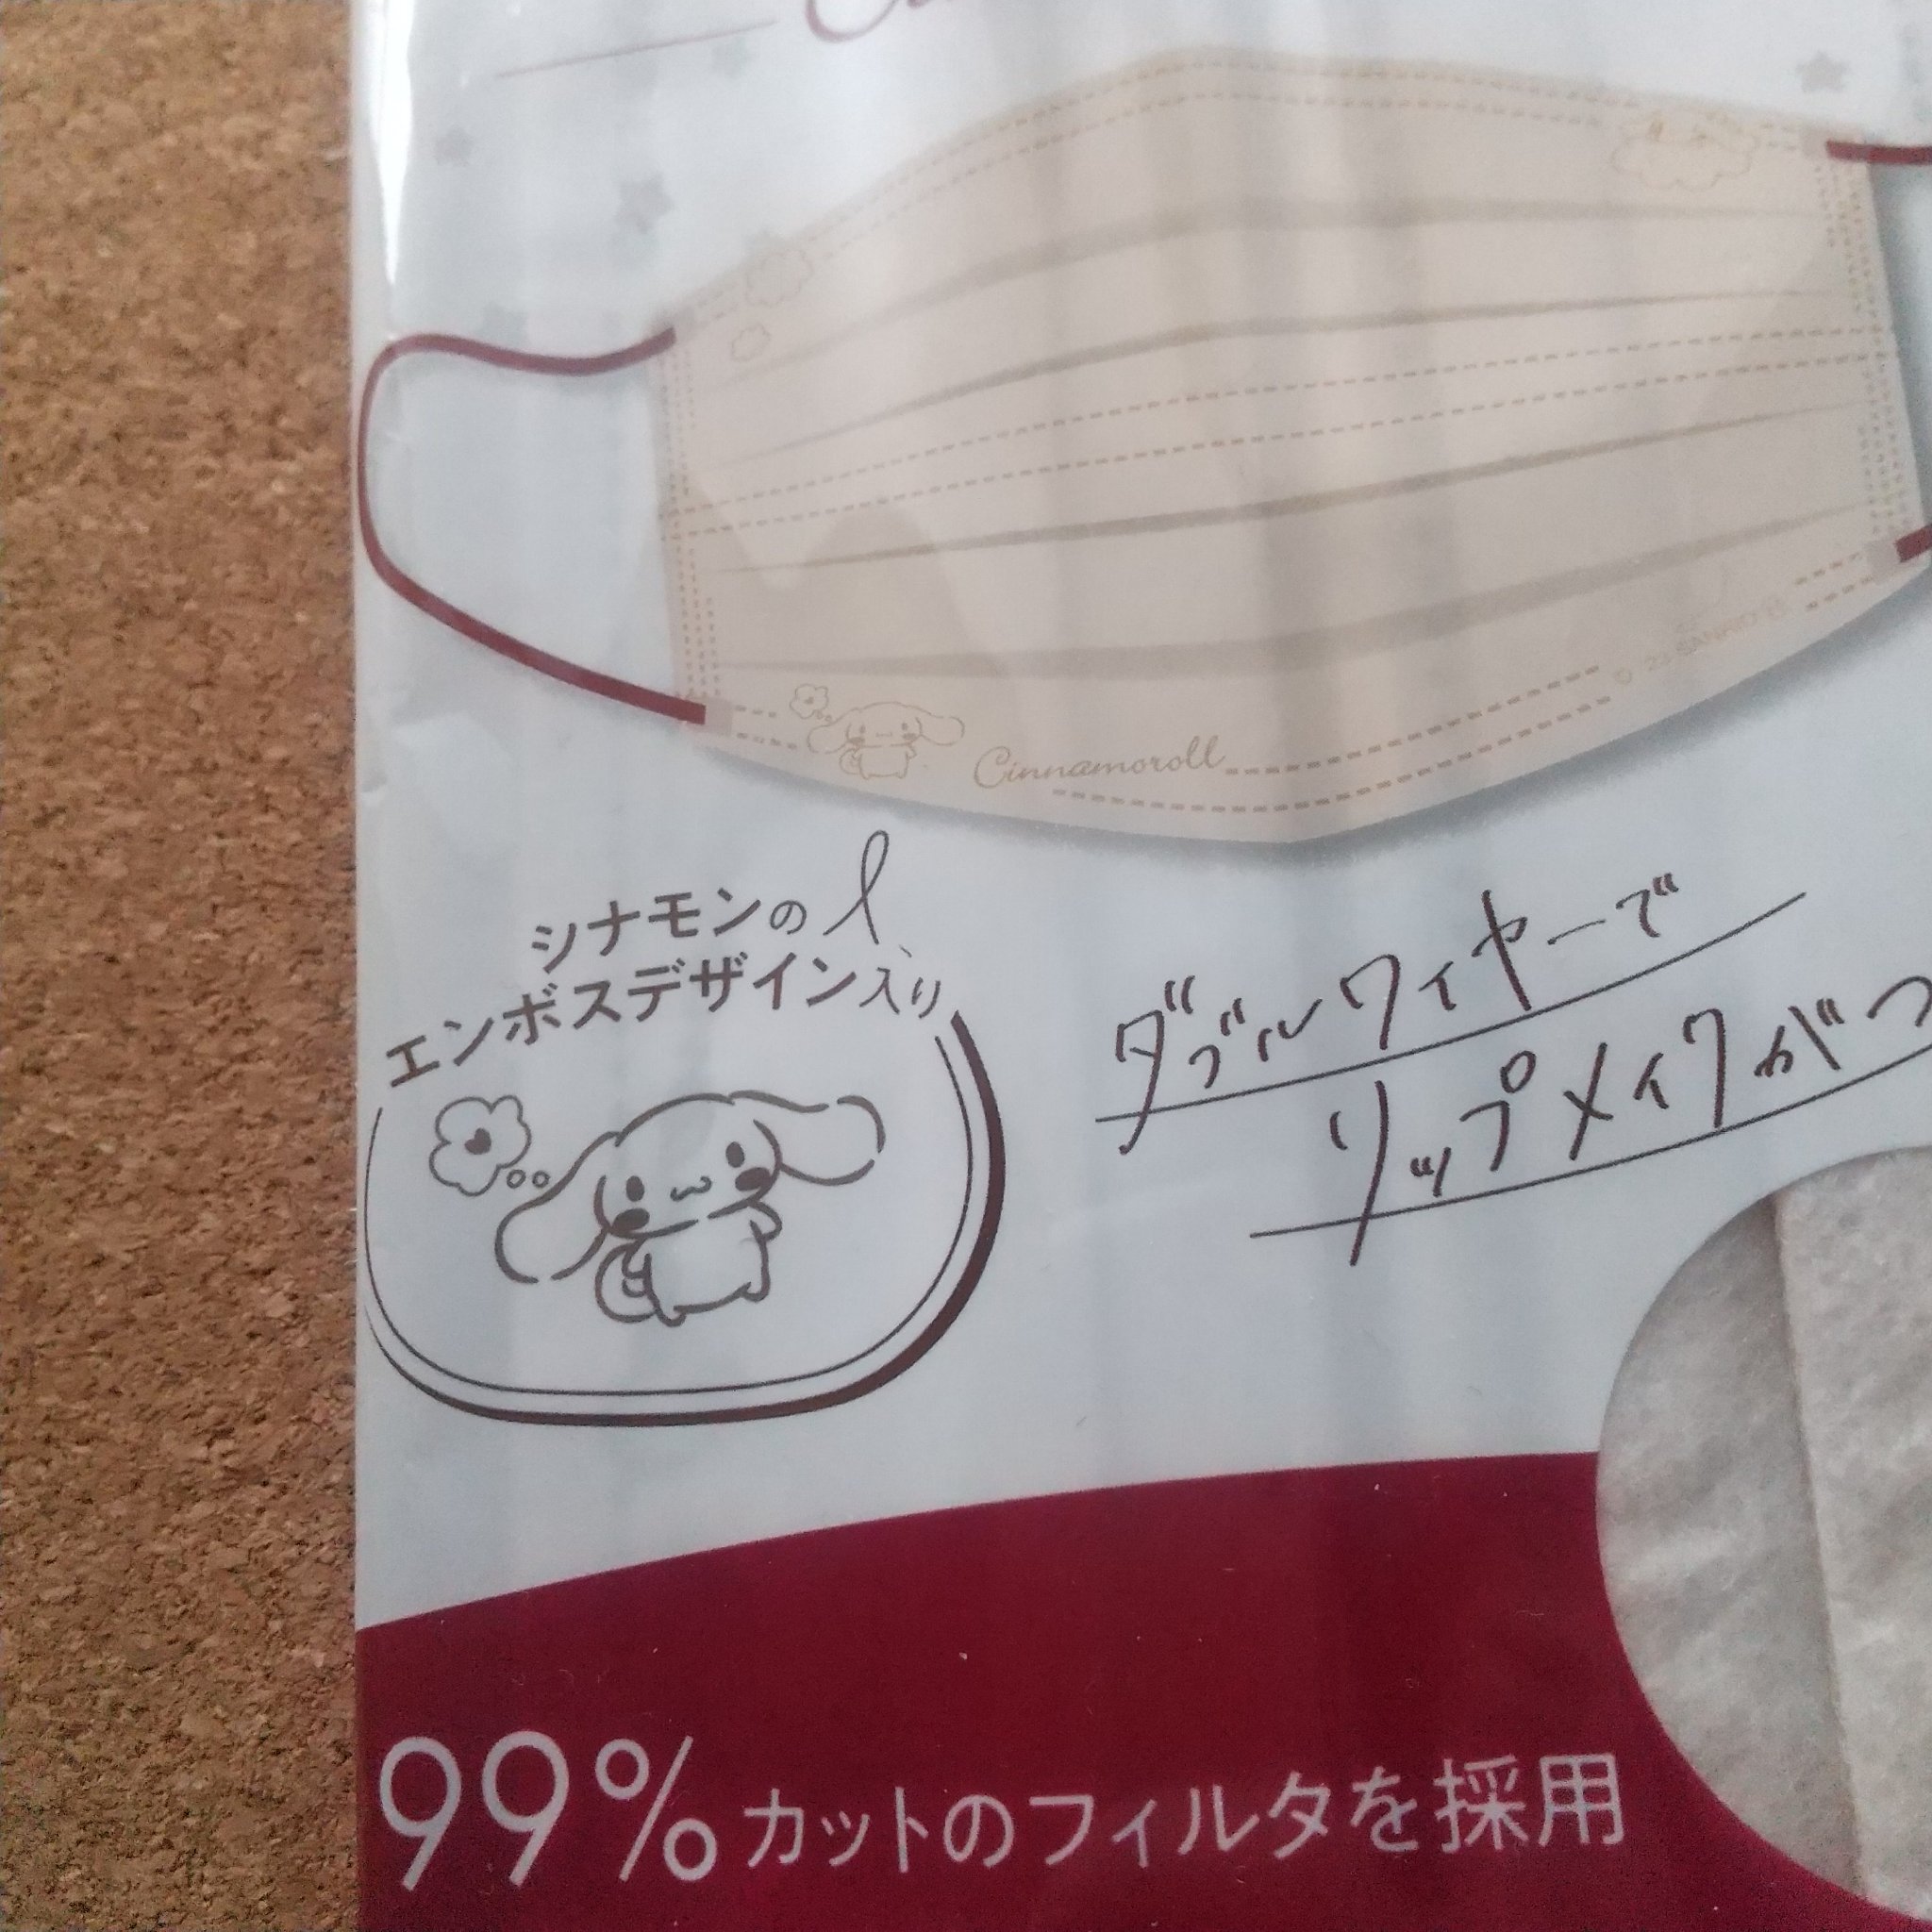 Cinnamoroll
シナモンの
エンボスデザイン入り
ダブルワイヤーで
リップメイクがつ
99%カットのフィルタを採用